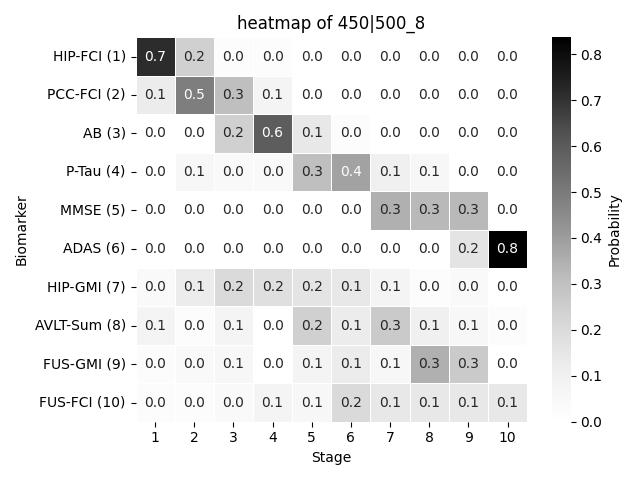 heatmap of 450|500_8
HIP-FCI (1) 0.7 0.2 0.0 0.0 0.0 0.0 0.0 0.0 0.0 0.0
PCC-FCI (2) 0.1 0.5 0.3 0.1 0.0 0.0 0.0 0.0 0.0 0.0
AB (3) 0.0 0.0 0.2 0.6 0.1 0.0 0.0 0.0 0.0 0.0
P-Tau (4) 0.0 0.1 0.0 0.0 0.3 0.4 0.1 0.1 0.0 0.0
MMSE (5) 0.0 0.0 0.0 0.0 0.0 0.0 0.3 0.3 0.3 0.0
ADAS (6) 0.0 0.0 0.0 0.0 0.0 0.0 0.0 0.0 0.2 0.8
HIP-GMI (7) 0.0 0.1 0.2 0.2 0.2 0.1 0.1 0.0 0.0 0.0
AVLT-Sum (8) 0.1 0.0 0.1 0.0 0.2 0.1 0.3 0.1 0.1 0.0
FUS-GMI (9) 0.0 0.0 0.1 0.0 0.1 0.1 0.1 0.3 0.3 0.0
FUS-FCI (10) 0.0 0.0 0.0 0.1 0.1 0.2 0.1 0.1 0.1 0.1
1 2 3 4 5 6 7 8 9 10
Stage
Biomarker
0.8
0.7
0.6
0.5
0.4
0.3
0.2
0.1
0.0
Probability